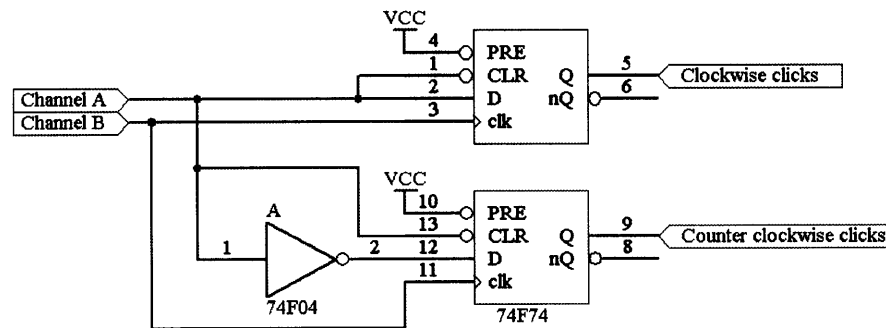 VCC
4
PRE
1
CLR
Q
5
Clockwise clicks
Channel A
2
D
nQ
6
Channel B
3
clk
VCC
10
PRE
A
13
CLR
Q
9
Counter clockwise clicks
1
2
12
D
nQ
8
11
clk
74F04
74F74